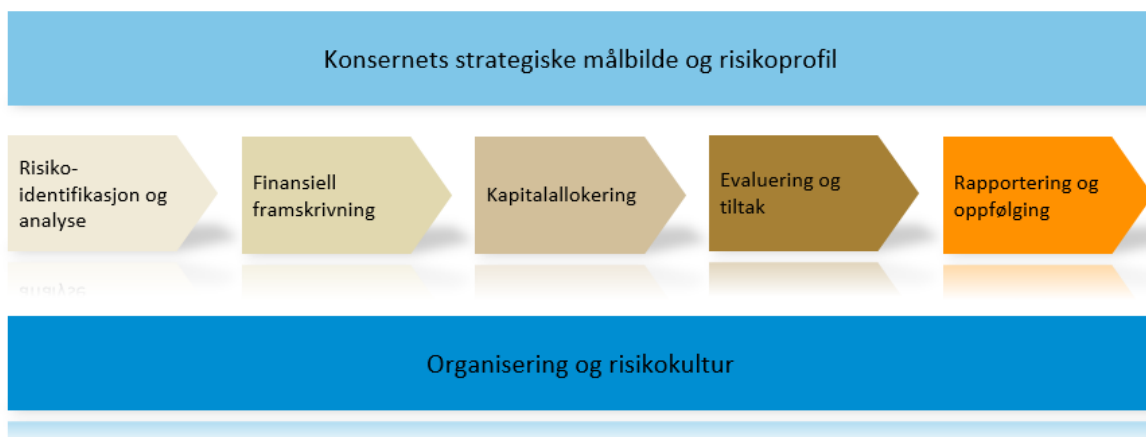 Konsernets strategiske målbilde og risikoprofil
Risiko-
identifikasjon og
analyse
Finansiell
framskrivning
Kapitalallokering
Evaluering og
tiltak
Rapportering og
oppfølging
Organisering og risikokultur